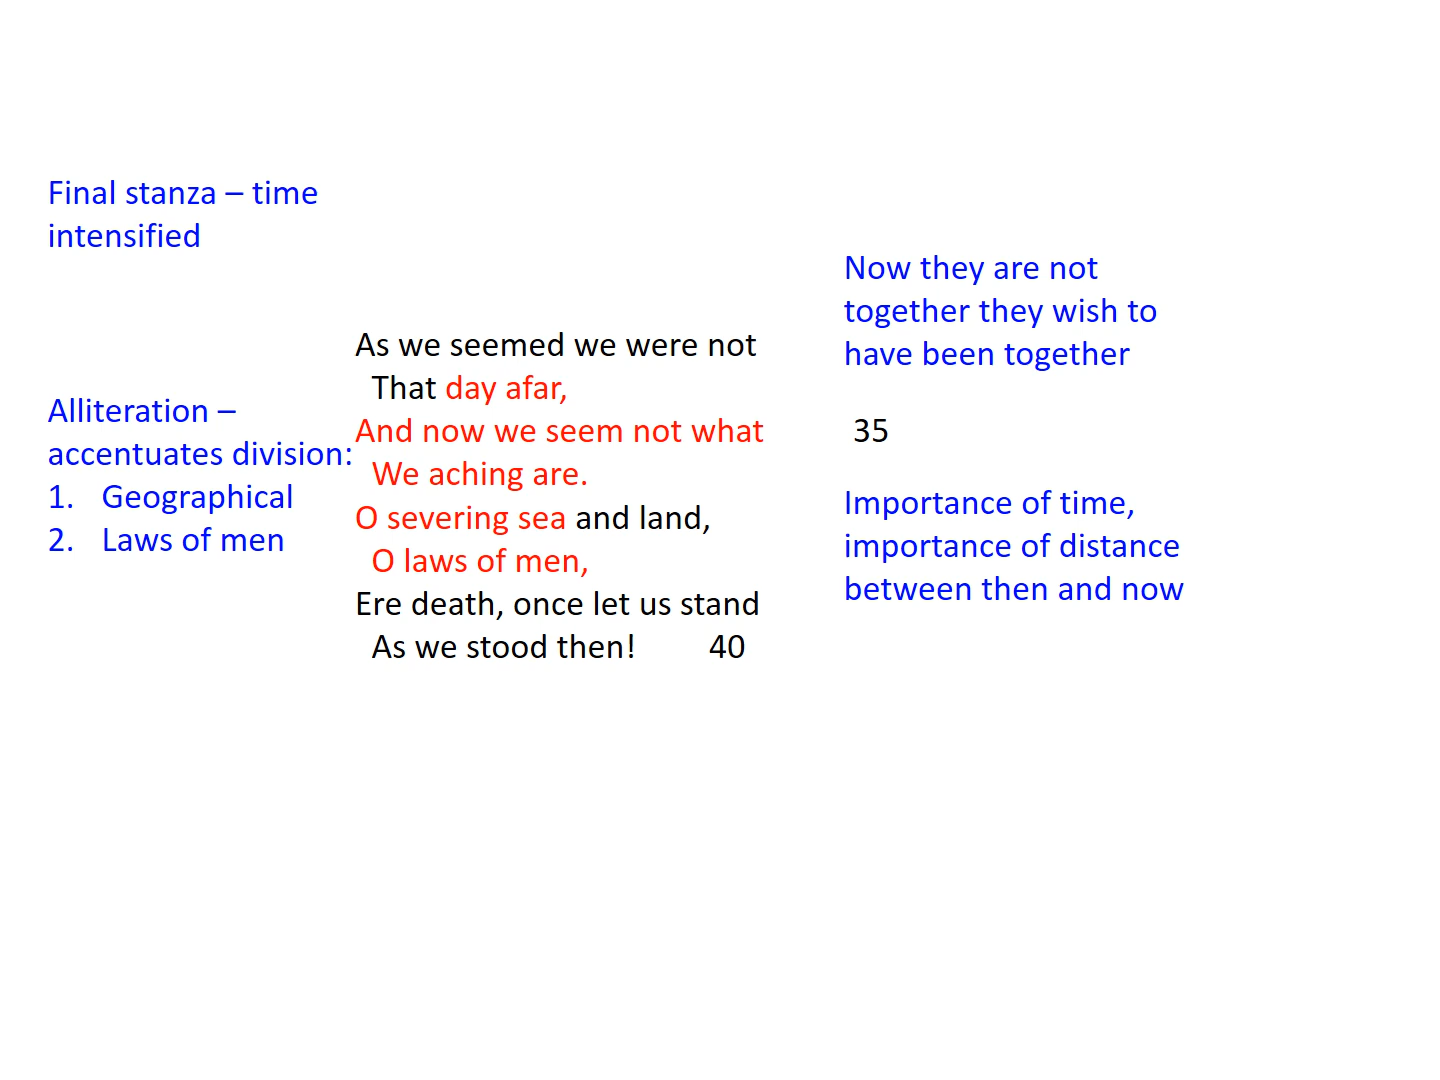 Final stanza – time
intensified
Alliteration –
accentuates division:
1. Geographical
2. Laws of men
As we seemed we were not
That day afar,
And now we seem not what
We aching are.
O severing sea and land,
O laws of men,
Ere death, once let us stand
As we stood then! 40
Now they are not
together they wish to
have been together
35
Importance of time,
importance of distance
between then and now